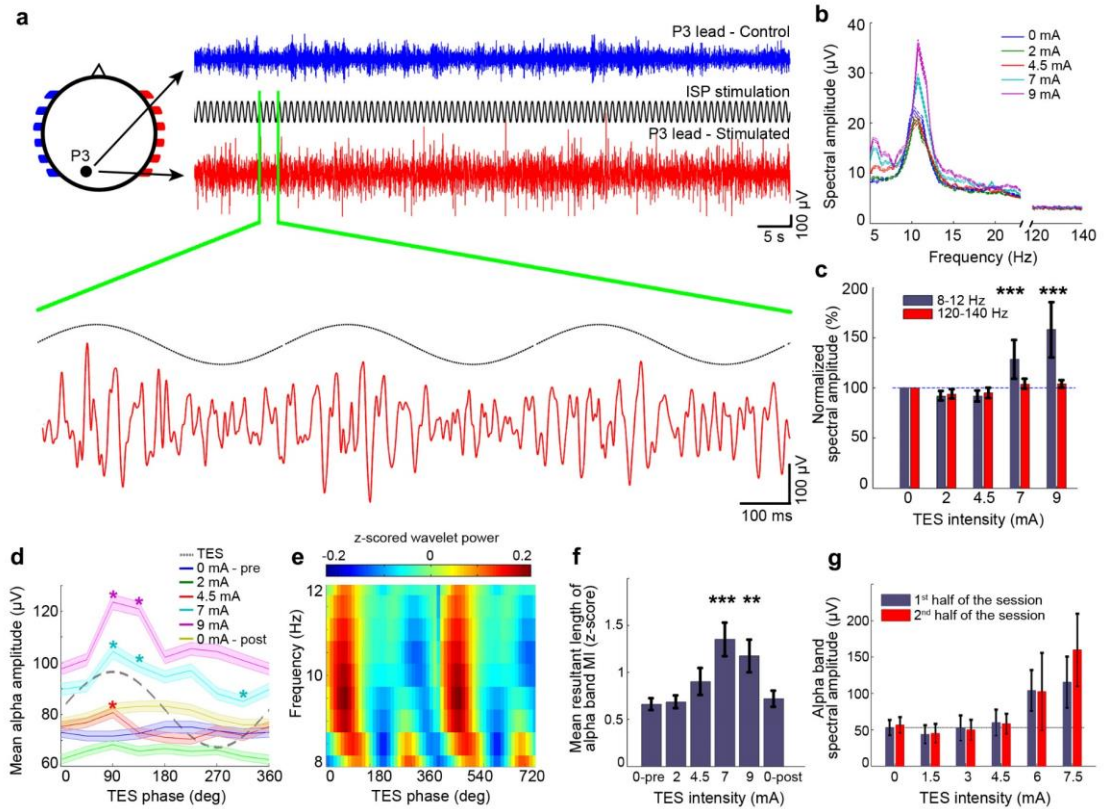 a
P3 lead - Control
ISP stimulation
P3 lead - Stimulated
P3
100 µV
5 s
100 µV
100 ms
b
Spectral amplitude (µV)
40
30
20
10
0
0 mA
2 mA
4.5 mA
7 mA
9 mA
5 10 15 20 120 140
Frequency (Hz)
c
Normalized
spectral amplitude (%)
200
150
100
50
0
8-12 Hz
120-140 Hz
*** ***
0 2 4.5 7 9
TES intensity (mA)
d
Mean alpha amplitude (µV)
120
100
80
60
TES
0 mA - pre
2 mA
4.5 mA
7 mA
9 mA
0 mA - post
* *
* * *
*
0 90 180 270 360
TES phase (deg)
e
z-scored wavelet power
-0.2 0 0.2
Frequency (Hz)
12
10
8
0 180 360 540 720
TES phase (deg)
f
Mean resultant length of
alpha band MI (z-score)
2
1
0
*** **
0-pre 2 4.5 7 9 0-post
TES intensity (mA)
g
Alpha band
spectral amplitude (µV)
250
200
150
100
50
0
1st half of the session
2nd half of the session
0 1.5 3 4.5 6 7.5
TES intensity (mA)